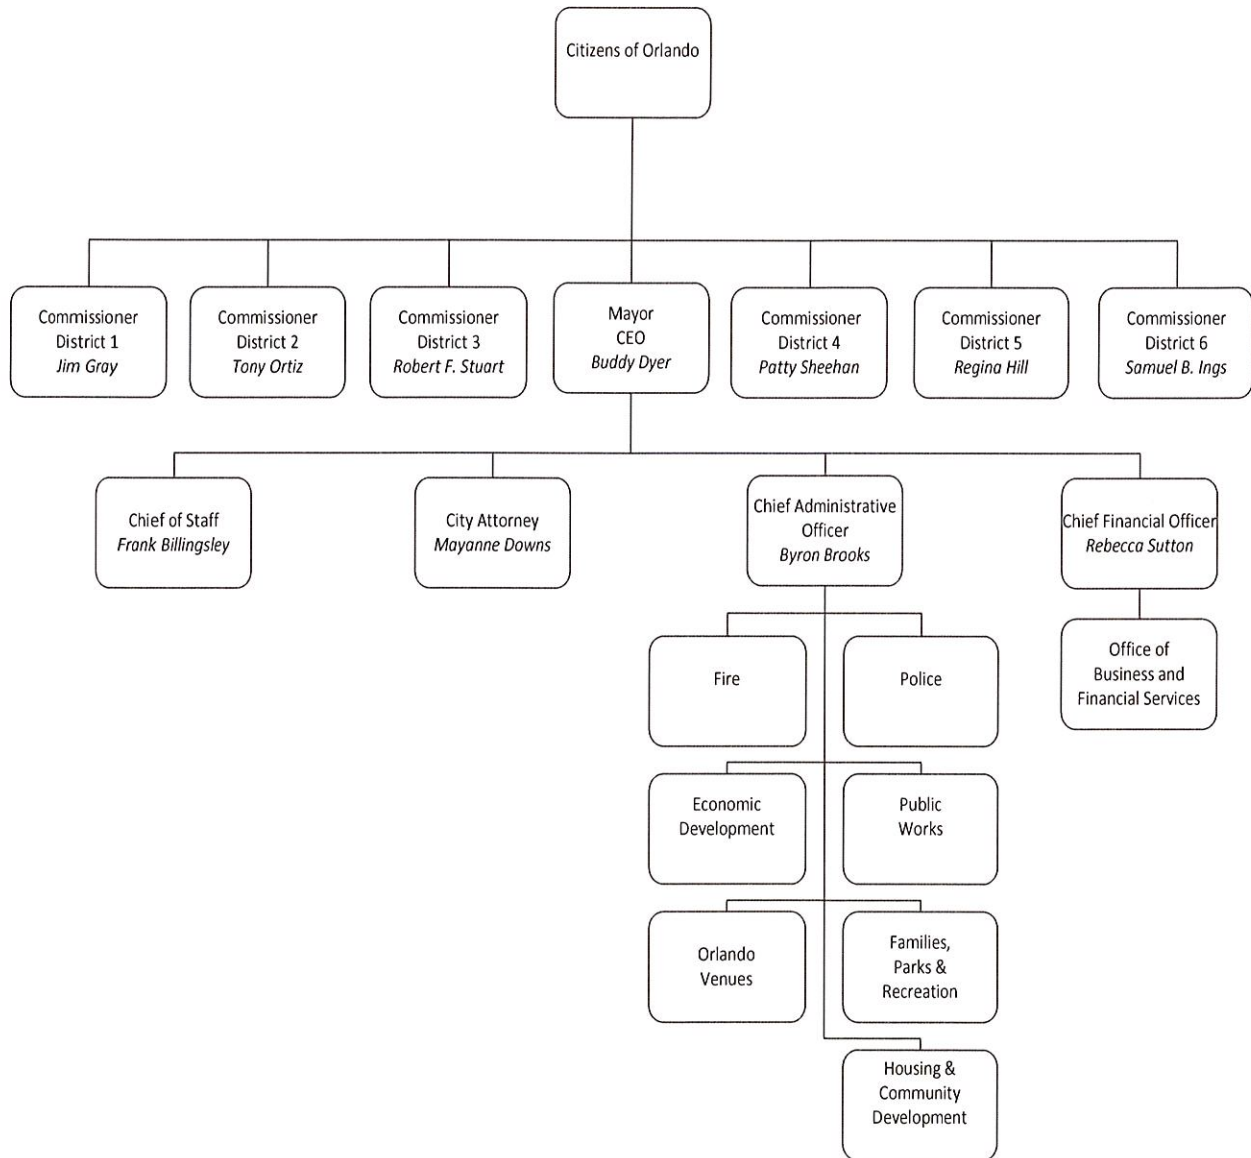 Citizens of Orlando
Commissioner
District 1
Jim Gray
Commissioner
District 2
Tony Ortiz
Commissioner
District 3
Robert F. Stuart
Mayor
CEO
Buddy Dyer
Commissioner
District 4
Patty Sheehan
Commissioner
District 5
Regina Hill
Commissioner
District 6
Samuel B. Ings
Chief of Staff
Frank Billingsley
City Attorney
Mayanne Downs
Chief Administrative
Officer
Byron Brooks
Chief Financial Officer
Rebecca Sutton
Fire
Police
Office of
Business and
Financial Services
Economic
Development
Public
Works
Orlando
Venues
Families,
Parks &
Recreation
Housing &
Community
Development